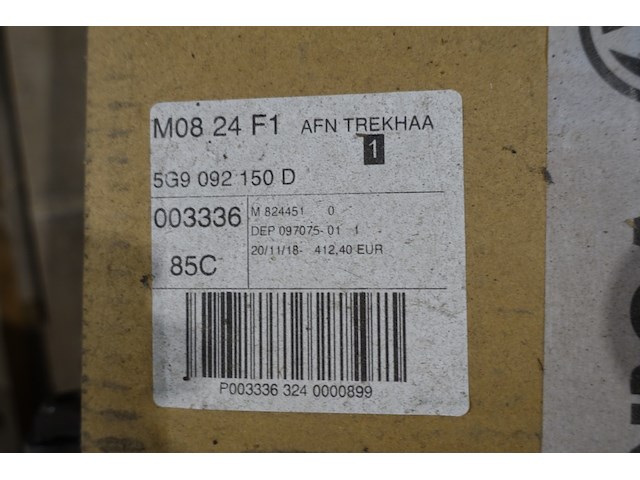 M08 24 F1 AFN TREKHAA
1
5G9 092 150 D
003336
85C
M 824451 0
DEP 097075-01 1
20/11/18- 412,40 EUR
P003336 324 0000899